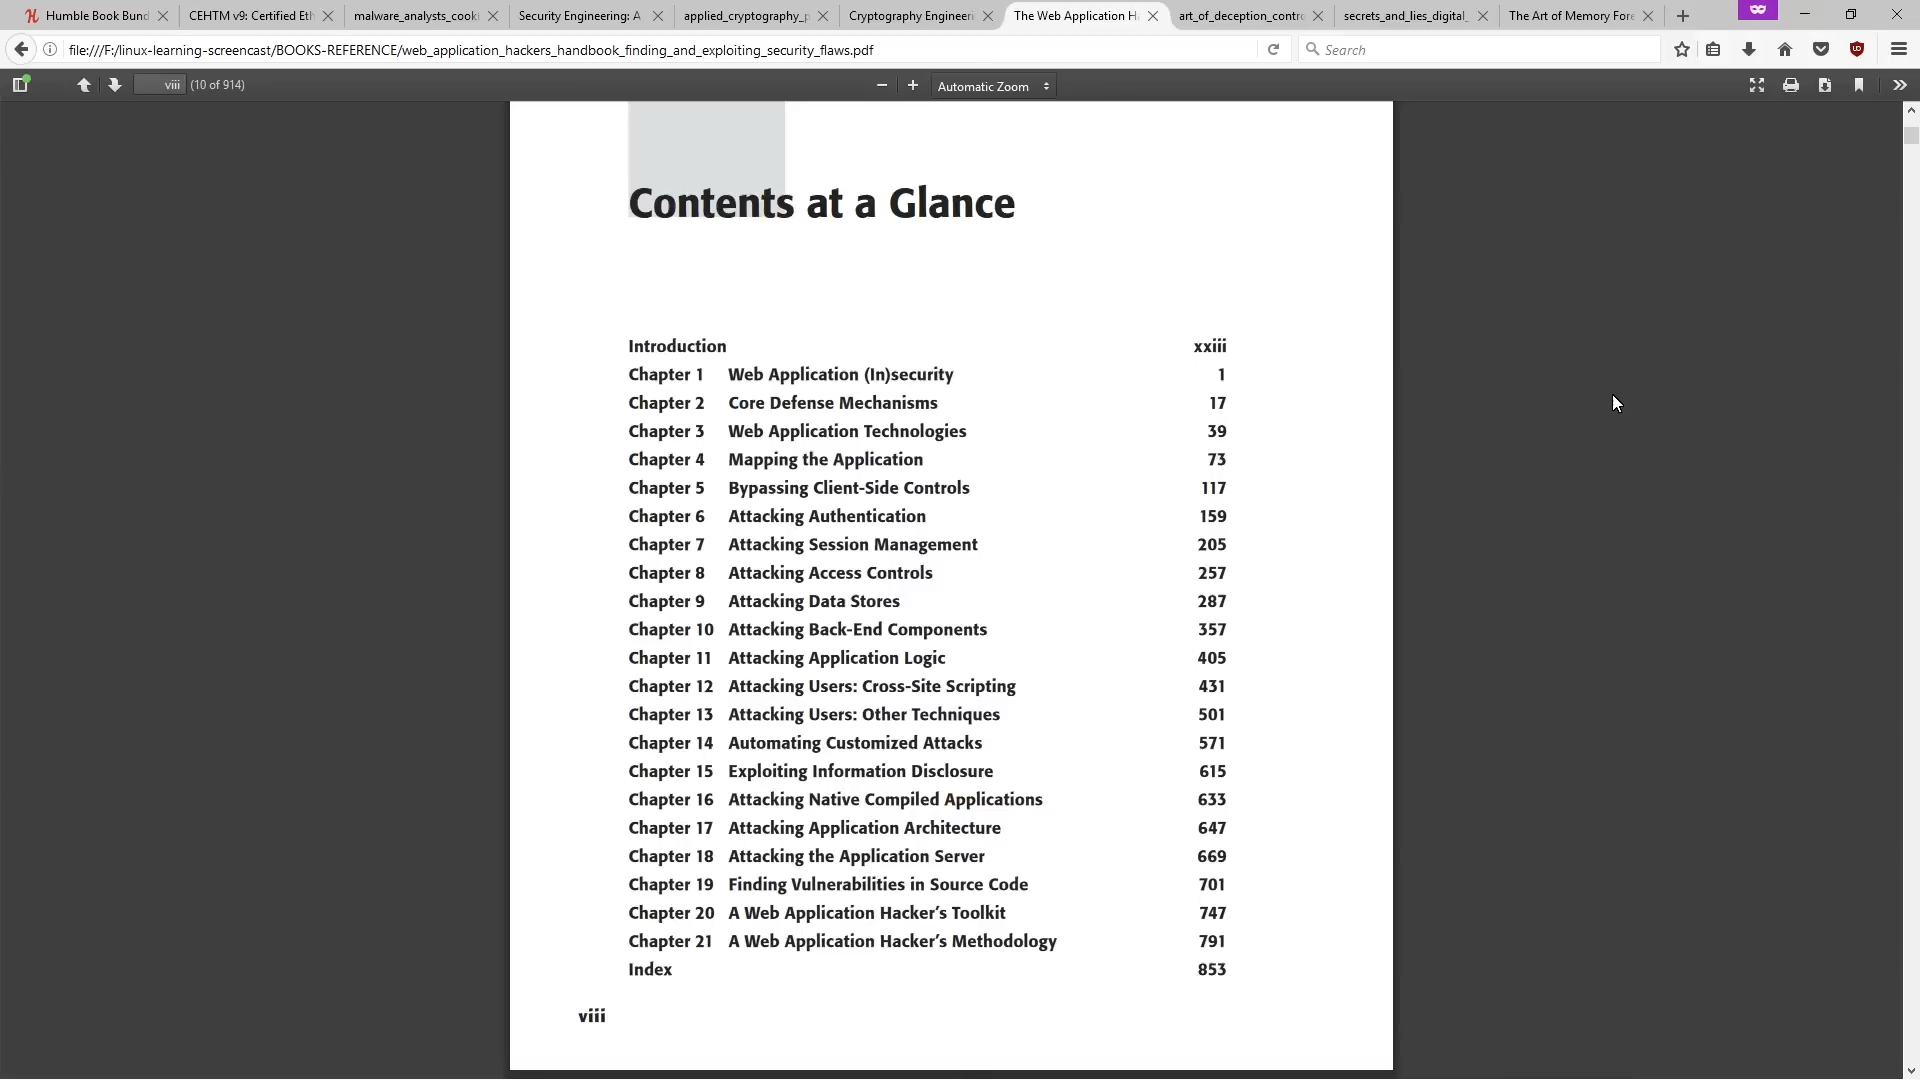 Humble Book Bund
CEHTM v9: Certified Eth
malware_analysts_cooki
Security Engineering: A
applied_cryptography_p
Cryptography Engineeri
The Web Application Ha
art_of_deception_contro
secrets_and_lies_digital_
The Art of Memory Fore
file:///F:/linux-learning-screencast/BOOKS-REFERENCE/web_application_hackers_handbook_finding_and_exploiting_security_flaws.pdf
Search
viii (10 of 914)
Automatic Zoom
Contents at a Glance
Introduction xxiii
Chapter 1 Web Application (In)security 1
Chapter 2 Core Defense Mechanisms 17
Chapter 3 Web Application Technologies 39
Chapter 4 Mapping the Application 73
Chapter 5 Bypassing Client-Side Controls 117
Chapter 6 Attacking Authentication 159
Chapter 7 Attacking Session Management 205
Chapter 8 Attacking Access Controls 257
Chapter 9 Attacking Data Stores 287
Chapter 10 Attacking Back-End Components 357
Chapter 11 Attacking Application Logic 405
Chapter 12 Attacking Users: Cross-Site Scripting 431
Chapter 13 Attacking Users: Other Techniques 501
Chapter 14 Automating Customized Attacks 571
Chapter 15 Exploiting Information Disclosure 615
Chapter 16 Attacking Native Compiled Applications 633
Chapter 17 Attacking Application Architecture 647
Chapter 18 Attacking the Application Server 669
Chapter 19 Finding Vulnerabilities in Source Code 701
Chapter 20 A Web Application Hacker's Toolkit 747
Chapter 21 A Web Application Hacker's Methodology 791
Index 853
viii